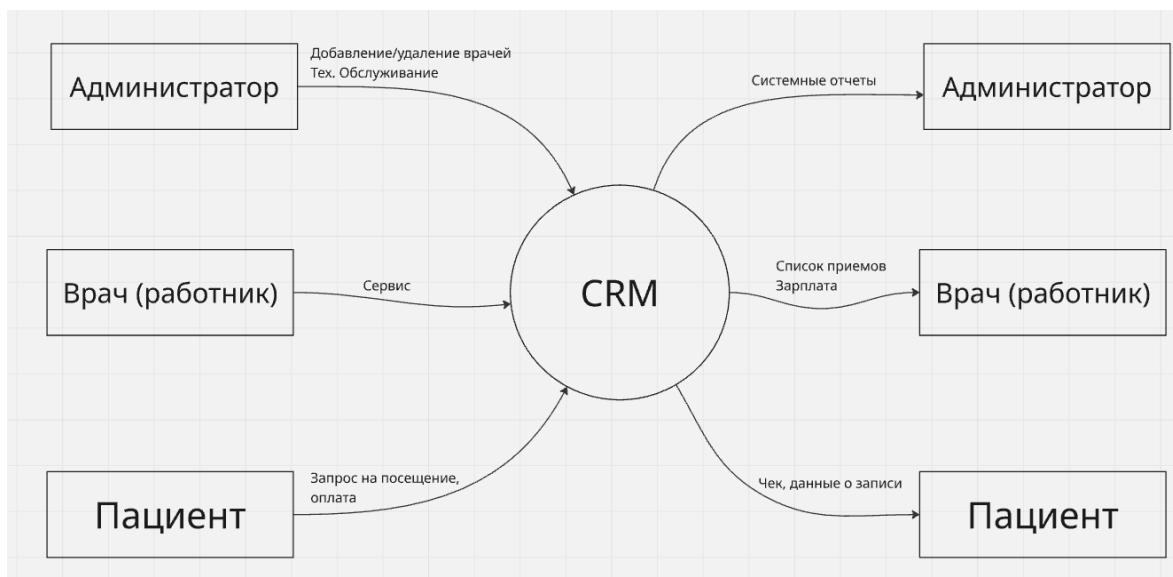 Администратор
Добавление/удаление врачей
Тех. Обслуживание
Системные отчеты
Администратор
Врач (работник)
Сервис
CRM
Список приемов
Зарплата
Врач (работник)
Пациент
Запрос на посещение,
оплата
Чек, данные о записи
Пациент